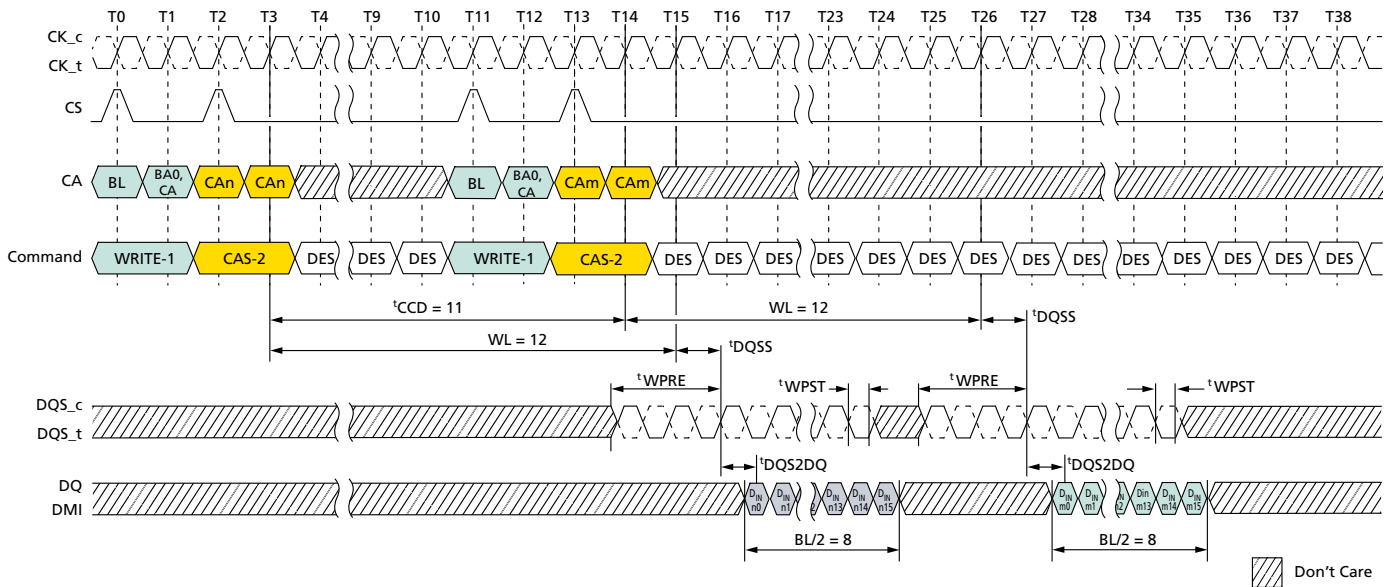 T0 T1 T2 T3 T4 T9 T10 T11 T12 T13 T14 T15 T16 T17 T23 T24 T25 T26 T27 T28 T34 T35 T36 T37 T38
CK_c
CK_t
CS
CA BL BA0, CA CAn CAn BL BA0, CA CAm CAm
Command WRITE-1 CAS-2 DES DES DES WRITE-1 CAS-2 DES DES DES DES DES DES DES DES DES DES DES DES DES DES
tCCD = 11 WL = 12 tDQSS
WL = 12 tDQSS
tWPRE tWPST tWPRE tWPST
DQS_c
DQS_t
tDQS2DQ tDQS2DQ
DQ
DMI
DIN n0 DIN n1 DIN n13 DIN n14 DIN n15 DIN m0 DIN m1 Din m13 DIN m14 DIN m15
BL/2 = 8 BL/2 = 8
Don't Care